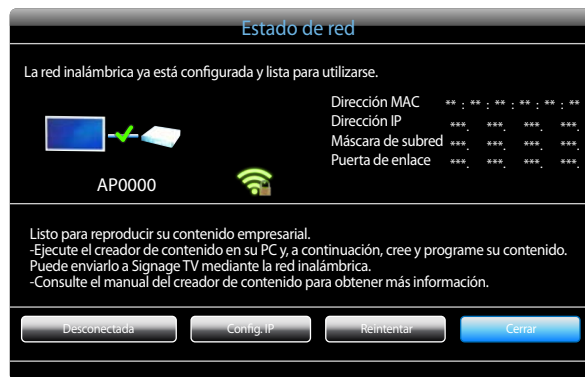 Estado de red
La red inalámbrica ya está configurada y lista para utilizarse.
Dirección MAC ** : ** : ** : ** : ** : **
Dirección IP ***. ***. ***. ***
Máscara de subred ***. ***. ***. ***
Puerta de enlace ***. ***. ***. ***
AP0000
Listo para reproducir su contenido empresarial.
-Ejecute el creador de contenido en su PC y, a continuación, cree y programe su contenido.
Puede enviarlo a Signage TV mediante la red inalámbrica.
-Consulte el manual del creador de contenido para obtener más información.
Desconectada Config. IP Reintentar Cerrar